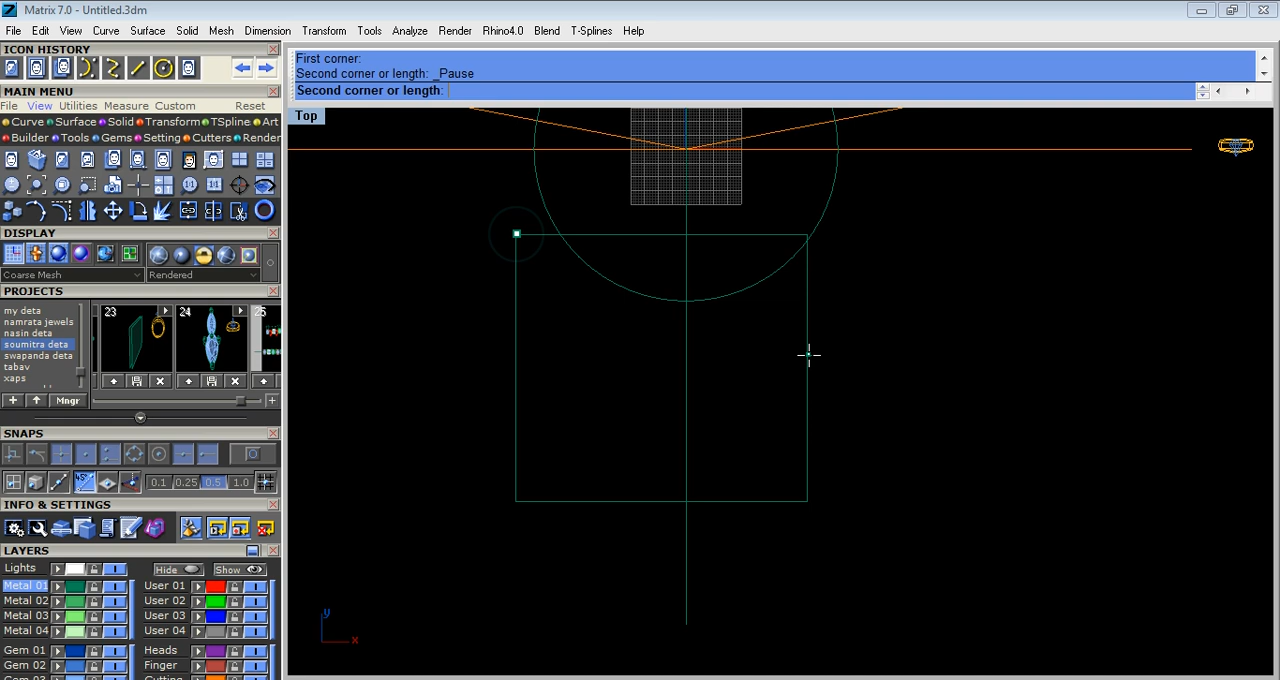 Matrix 7.0 - Untitled.3dm
File Edit View Curve Surface Solid Mesh Dimension Transform Tools Analyze Render Rhino4.0 Blend T-Splines Help
ICON HISTORY
First corner:
Second corner or length: _Pause
Second corner or length:
MAIN MENU
File View Utilities Measure Custom Reset
Curve Surface Solid Transform TSpline Art
Builder Tools Gems Setting Cutters Render
Top
DISPLAY
Coarse Mesh Rendered
PROJECTS
my deta
namrata jewels
nasin deta
soumitra deta
swapanda deta
tabav
xaps
23 24 25
Mngr
SNAPS
45°
0.1 0.25 0.5 1.0
INFO & SETTINGS
LAYERS
Lights Hide Show
Metal 01 User 01
Metal 02 User 02
Metal 03 User 03
Metal 04 User 04
Gem 01 Heads
Gem 02 Finger
Gem 03 Cutting
y
x